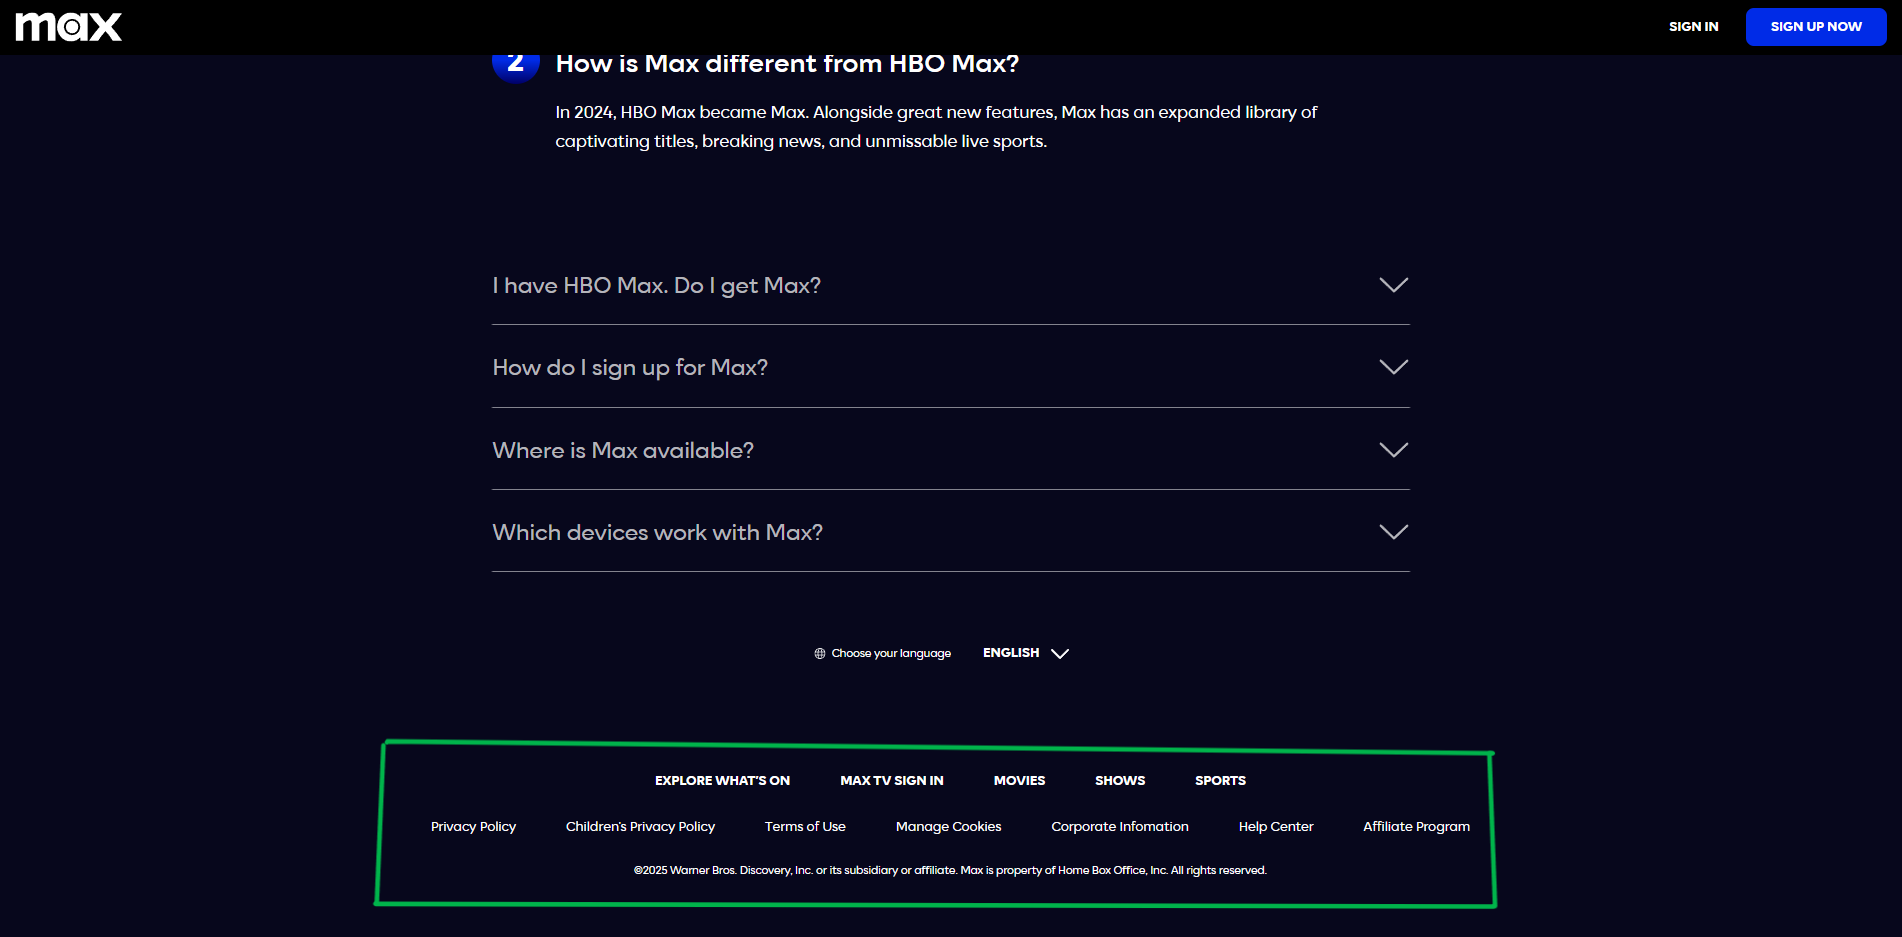 max
SIGN IN
SIGN UP NOW
2 How is Max different from HBO Max?
In 2024, HBO Max became Max. Alongside great new features, Max has an expanded library of
captivating titles, breaking news, and unmissable live sports.
I have HBO Max. Do I get Max?
How do I sign up for Max?
Where is Max available?
Which devices work with Max?
Choose your language ENGLISH
EXPLORE WHAT'S ON MAX TV SIGN IN MOVIES SHOWS SPORTS
Privacy Policy Children's Privacy Policy Terms of Use Manage Cookies Corporate Infomation Help Center Affiliate Program
©2025 Warner Bros. Discovery, Inc. or its subsidiary or affiliate. Max is property of Home Box Office, Inc. All rights reserved.